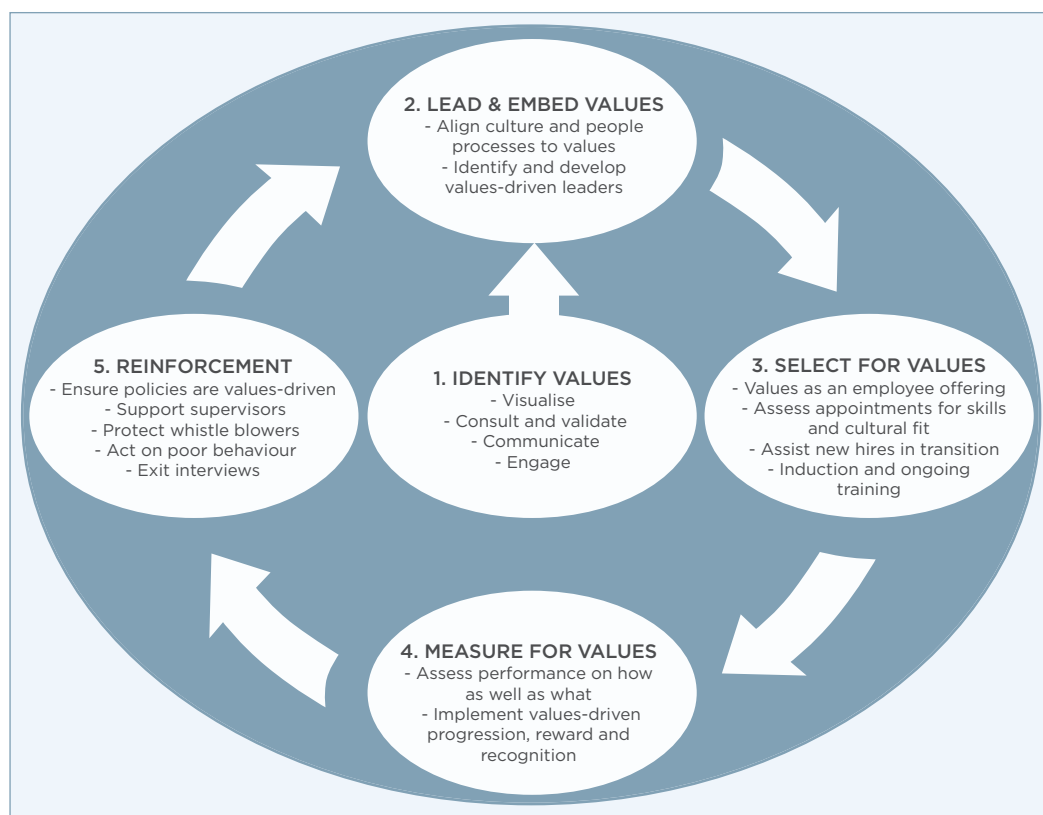 2. LEAD & EMBED VALUES
- Align culture and people
processes to values
- Identify and develop
values-driven leaders
5. REINFORCEMENT
- Ensure policies are values-driven
- Support supervisors
- Protect whistle blowers
- Act on poor behaviour
- Exit interviews
1. IDENTIFY VALUES
- Visualise
- Consult and validate
- Communicate
- Engage
3. SELECT FOR VALUES
- Values as an employee offering
- Assess appointments for skills
and cultural fit
- Assist new hires in transition
- Induction and ongoing
training
4. MEASURE FOR VALUES
- Assess performance on how
as well as what
- Implement values-driven
progression, reward and
recognition